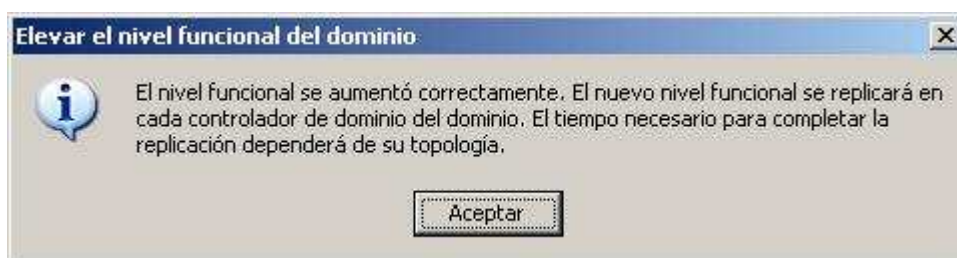 Elevar el nivel funcional del dominio
El nivel funcional se aumentó correctamente. El nuevo nivel funcional se replicará en
cada controlador de dominio del dominio. El tiempo necesario para completar la
replicación dependerá de su topología.
Aceptar